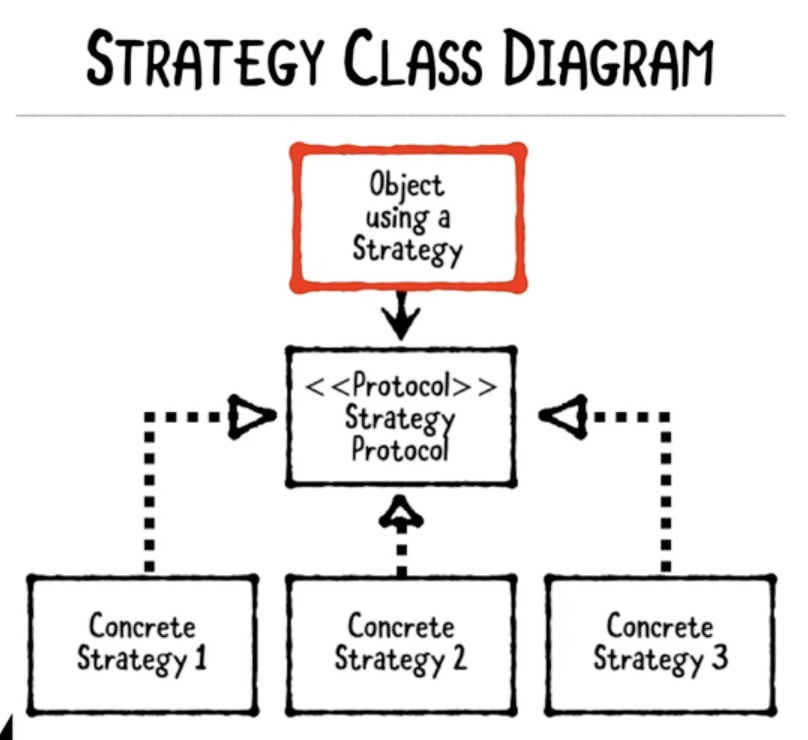 STRATEGY CLASS DIAGRAM
Object
using a
Strategy
<<Protocol>>
Strategy
Protocol
Concrete
Strategy 1
Concrete
Strategy 2
Concrete
Strategy 3